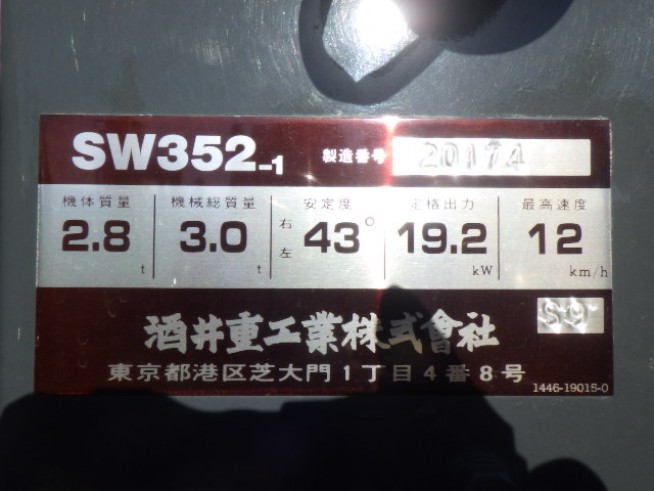 SW352-1 製造番号 20174
機体質量 機械総質量 安定度 定格出力 最高速度
2.8 t 3.0 t 右左 43° 19.2 kW 12 km/h
酒井重工業株式會社 S9
東京都港区芝大門1丁目4番8号
1446-19015-0